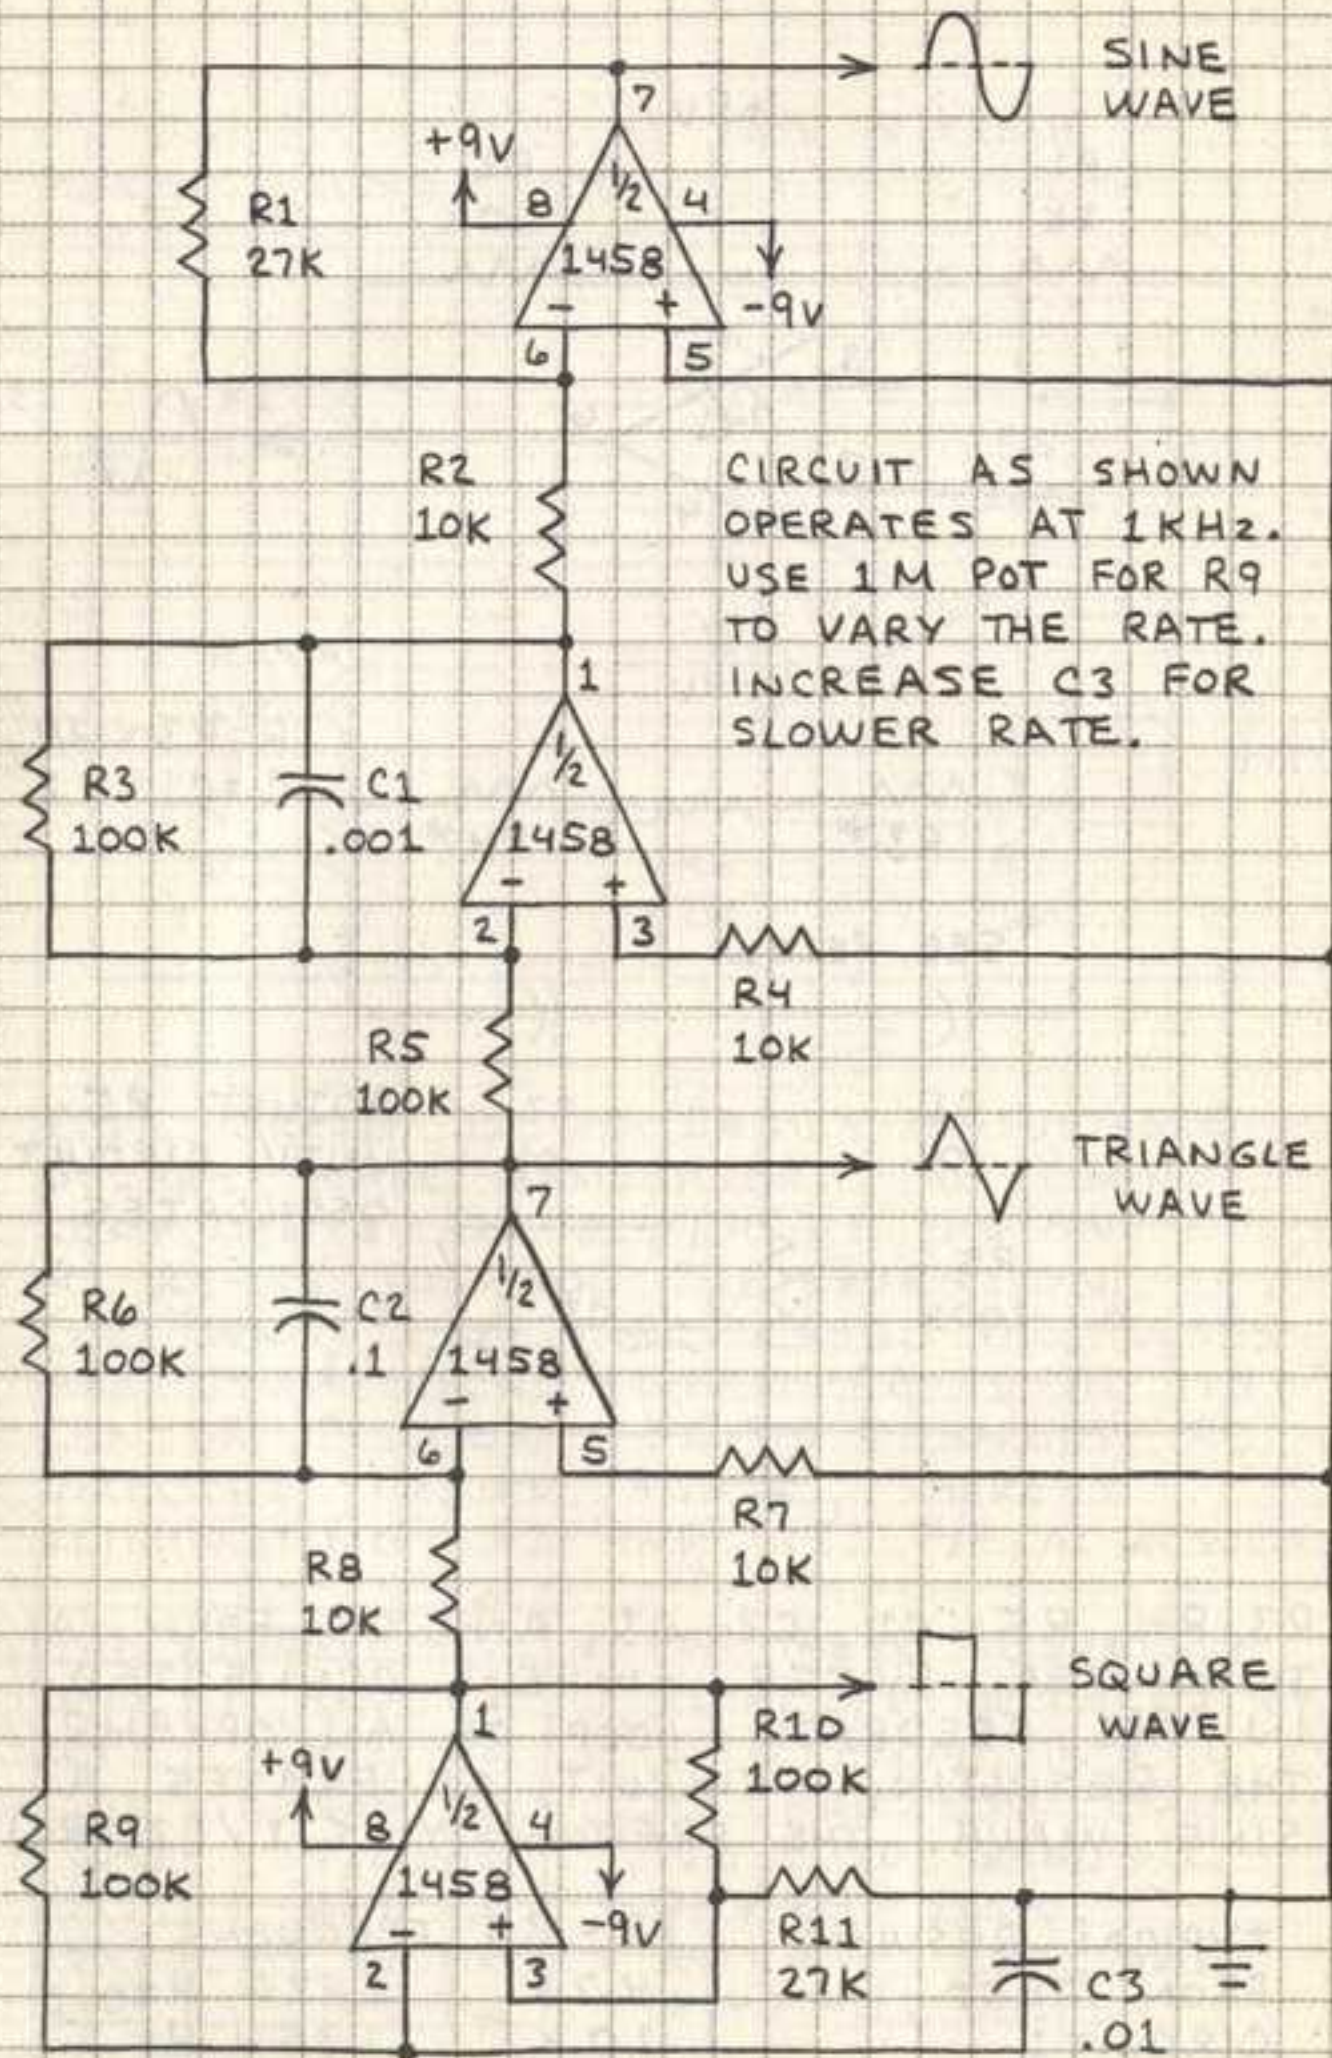 SINE
WAVE
7
+9V
8
1/2
4
R1
27K
1458
-9V
-
+
6
5
R2
10K
CIRCUIT AS SHOWN
OPERATES AT 1KHz.
USE 1M POT FOR R9
TO VARY THE RATE.
INCREASE C3 FOR
SLOWER RATE.
1
R3
100K
C1
.001
1/2
1458
-
+
2
3
R4
10K
R5
100K
TRIANGLE
WAVE
7
R6
100K
C2
.1
1/2
1458
-
+
6
5
R7
10K
R8
10K
SQUARE
WAVE
1
R10
100K
+9V
8
1/2
4
R9
100K
1458
-9V
-
+
2
3
R11
27K
C3
.01